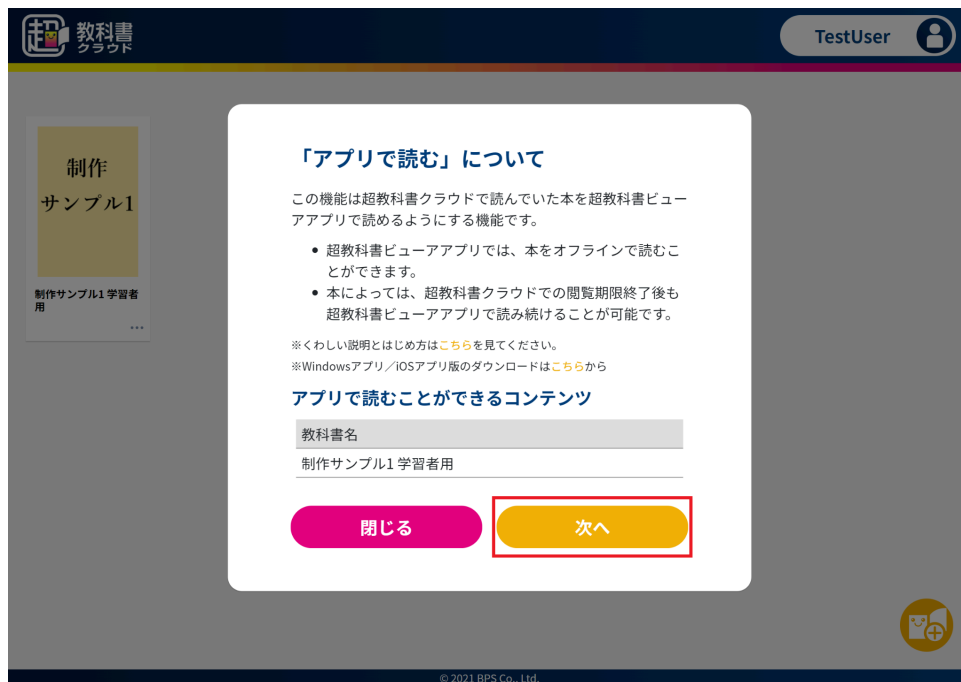 超 教科書
クラウド
TestUser
制作
サンプル1
制作サンプル1 学習者
用
...
「アプリで読む」について
この機能は超教科書クラウドで読んでいた本を超教科書ビュー
アアプリで読めるようにする機能です。
• 超教科書ビューアアプリでは、本をオフラインで読むこ
とができます。
• 本によっては、超教科書クラウドでの閲覧期限終了後も
超教科書ビューアアプリで読み続けることが可能です。
※くわしい説明とはじめ方はこちらを見てください。
※Windowsアプリ／iOSアプリ版のダウンロードはこちらから
アプリで読むことができるコンテンツ
教科書名
制作サンプル1 学習者用
閉じる
次へ
© 2021 BPS Co., Ltd.